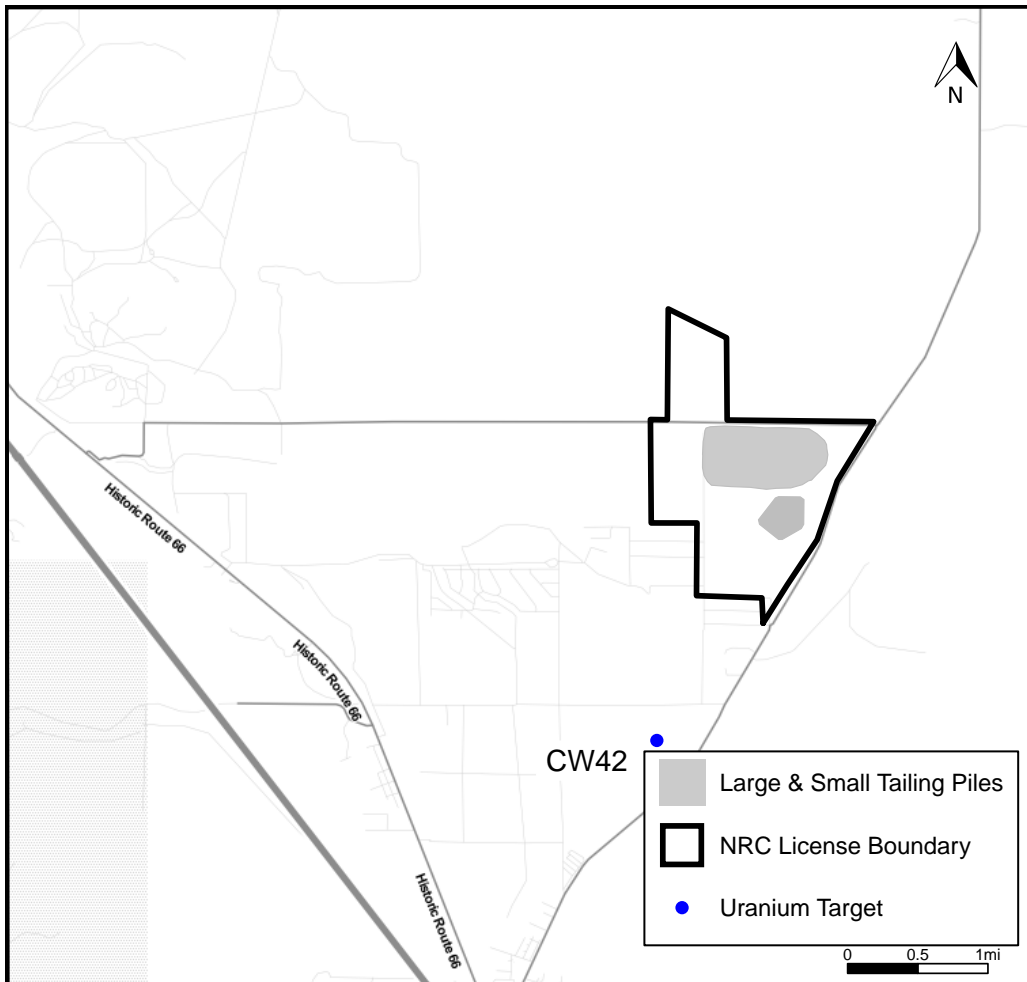 N
Historic Route 66
Historic Route 66
CW42
Large & Small Tailing Piles
NRC License Boundary
Historic Route 66
Uranium Target
0 0.5 1mi